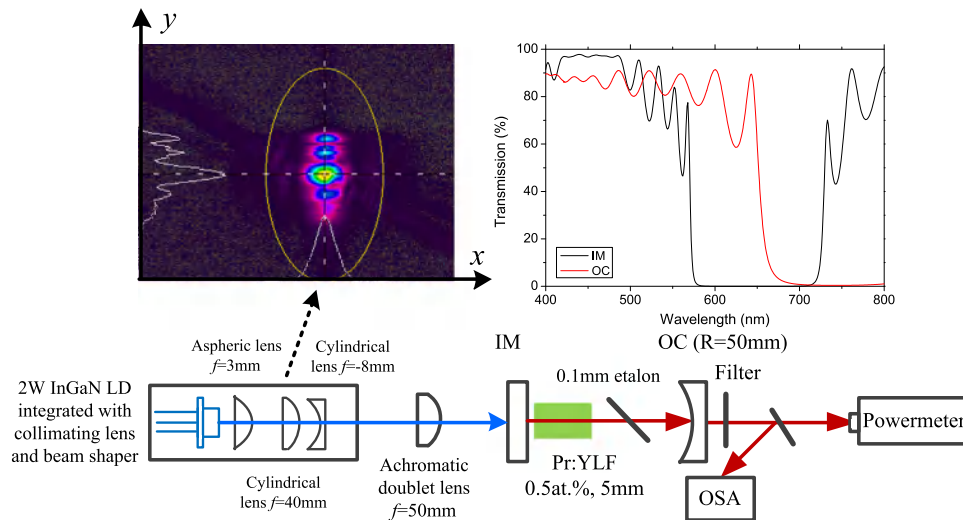 y
x
Transmission (%)
100
80
60
40
20
0
IM
OC
400
500
600
700
800
Wavelength (nm)
IM
OC (R=50mm)
Aspheric lens
f=3mm
Cylindrical
lens f=-8mm
2W InGaN LD
integrated with
collimating lens
and beam shaper
Cylindrical
lens f=40mm
Achromatic
doublet lens
f=50mm
0.1mm etalon
Filter
Pr:YLF
0.5at.%, 5mm
Powermeter
OSA